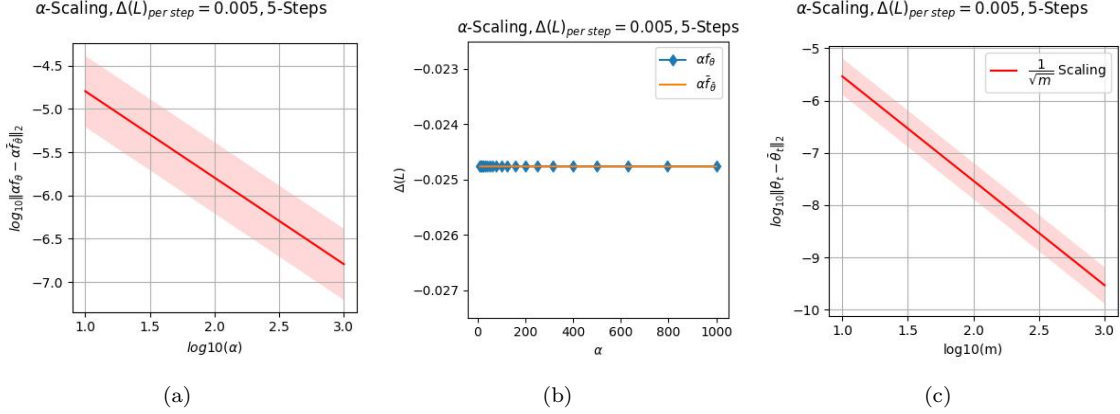 α-Scaling, Δ(L)per step = 0.005, 5-Steps
log10‖αfθ − αf̄θ̄‖2
−4.5
−5.0
−5.5
−6.0
−6.5
−7.0
1.0 1.5 2.0 2.5 3.0
log10(α)
(a)
α-Scaling, Δ(L)per step = 0.005, 5-Steps
αfθ
αf̄θ̄
Δ(L)
−0.023
−0.024
−0.025
−0.026
−0.027
0 200 400 600 800 1000
α
(b)
α-Scaling, Δ(L)per step = 0.005, 5-Steps
1/√m Scaling
log10‖θt − θ̄t‖2
−5
−6
−7
−8
−9
−10
1.0 1.5 2.0 2.5 3.0
log10(m)
(c)